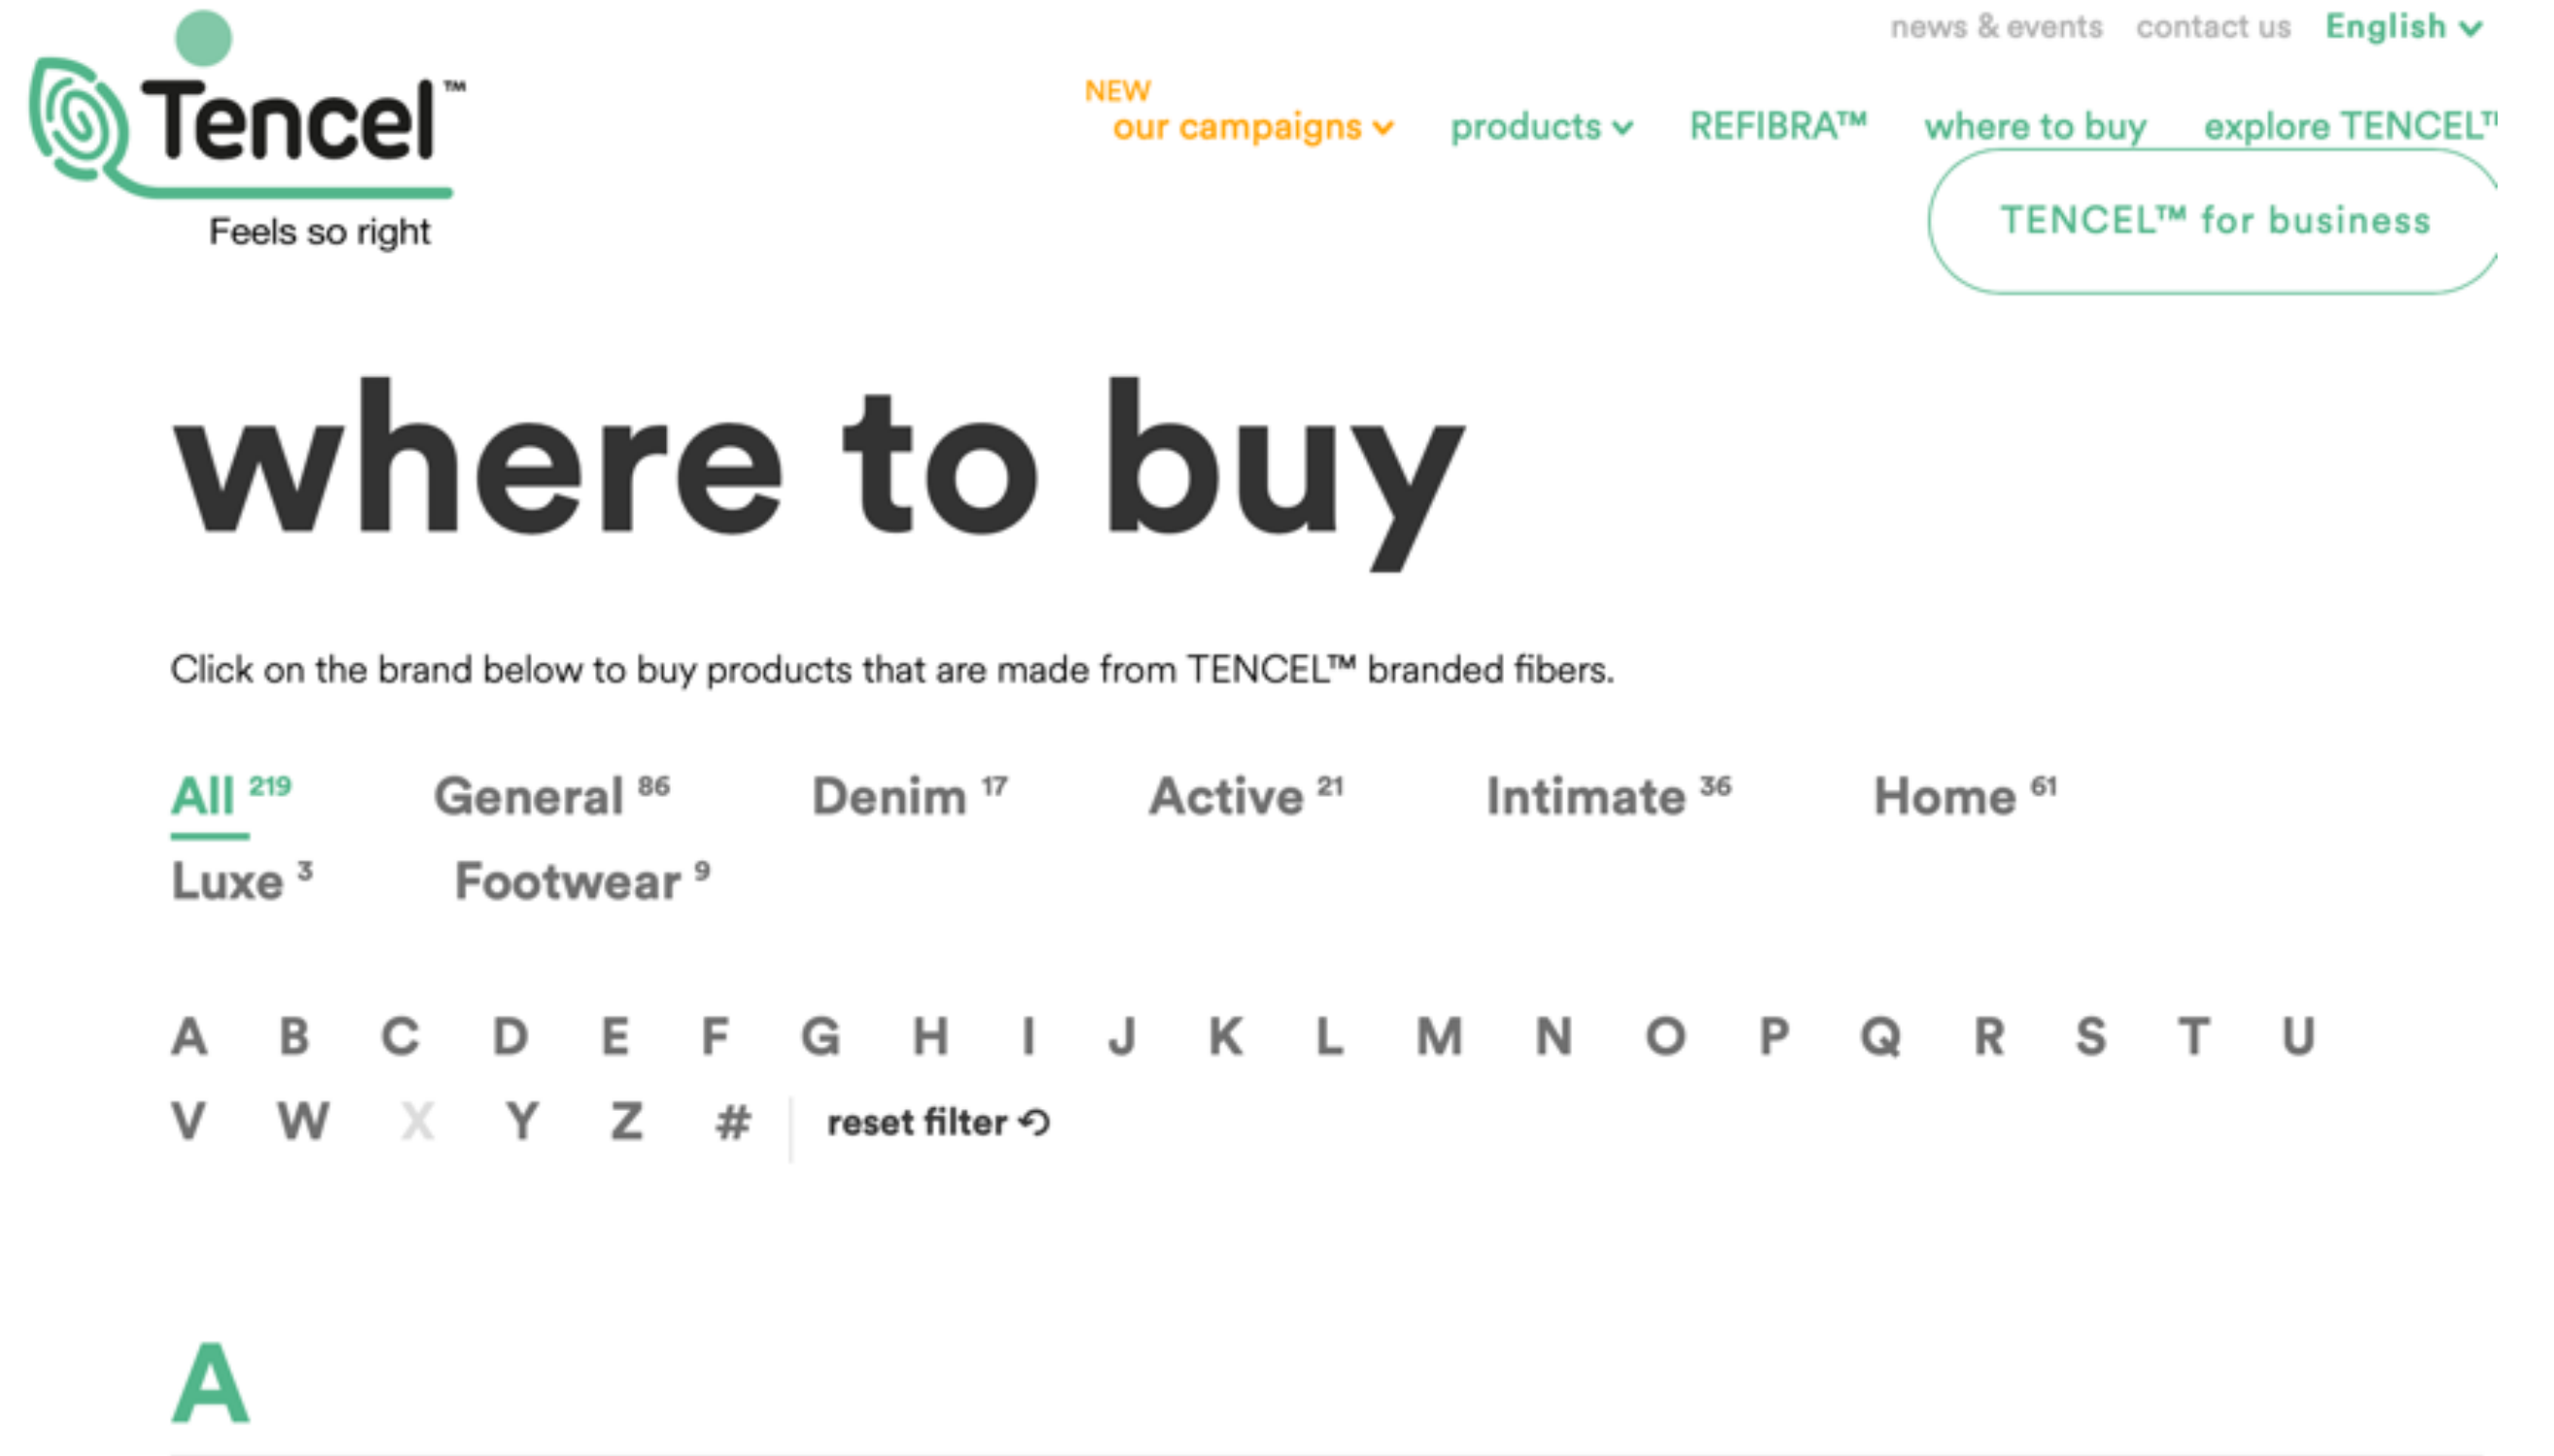 news & events contact us English
Tencel™
Feels so right
NEW
our campaigns products REFIBRA™ where to buy explore
TENCEL™ for business
where to buy
Click on the brand below to buy products that are made from TENCEL™ branded fibers.
All 219 General 86 Denim 17 Active 21 Intimate 36 Home 61
Luxe 3 Footwear 9
A B C D E F G H I J K L M N O P Q R S T U
V W X Y Z # reset filter
A